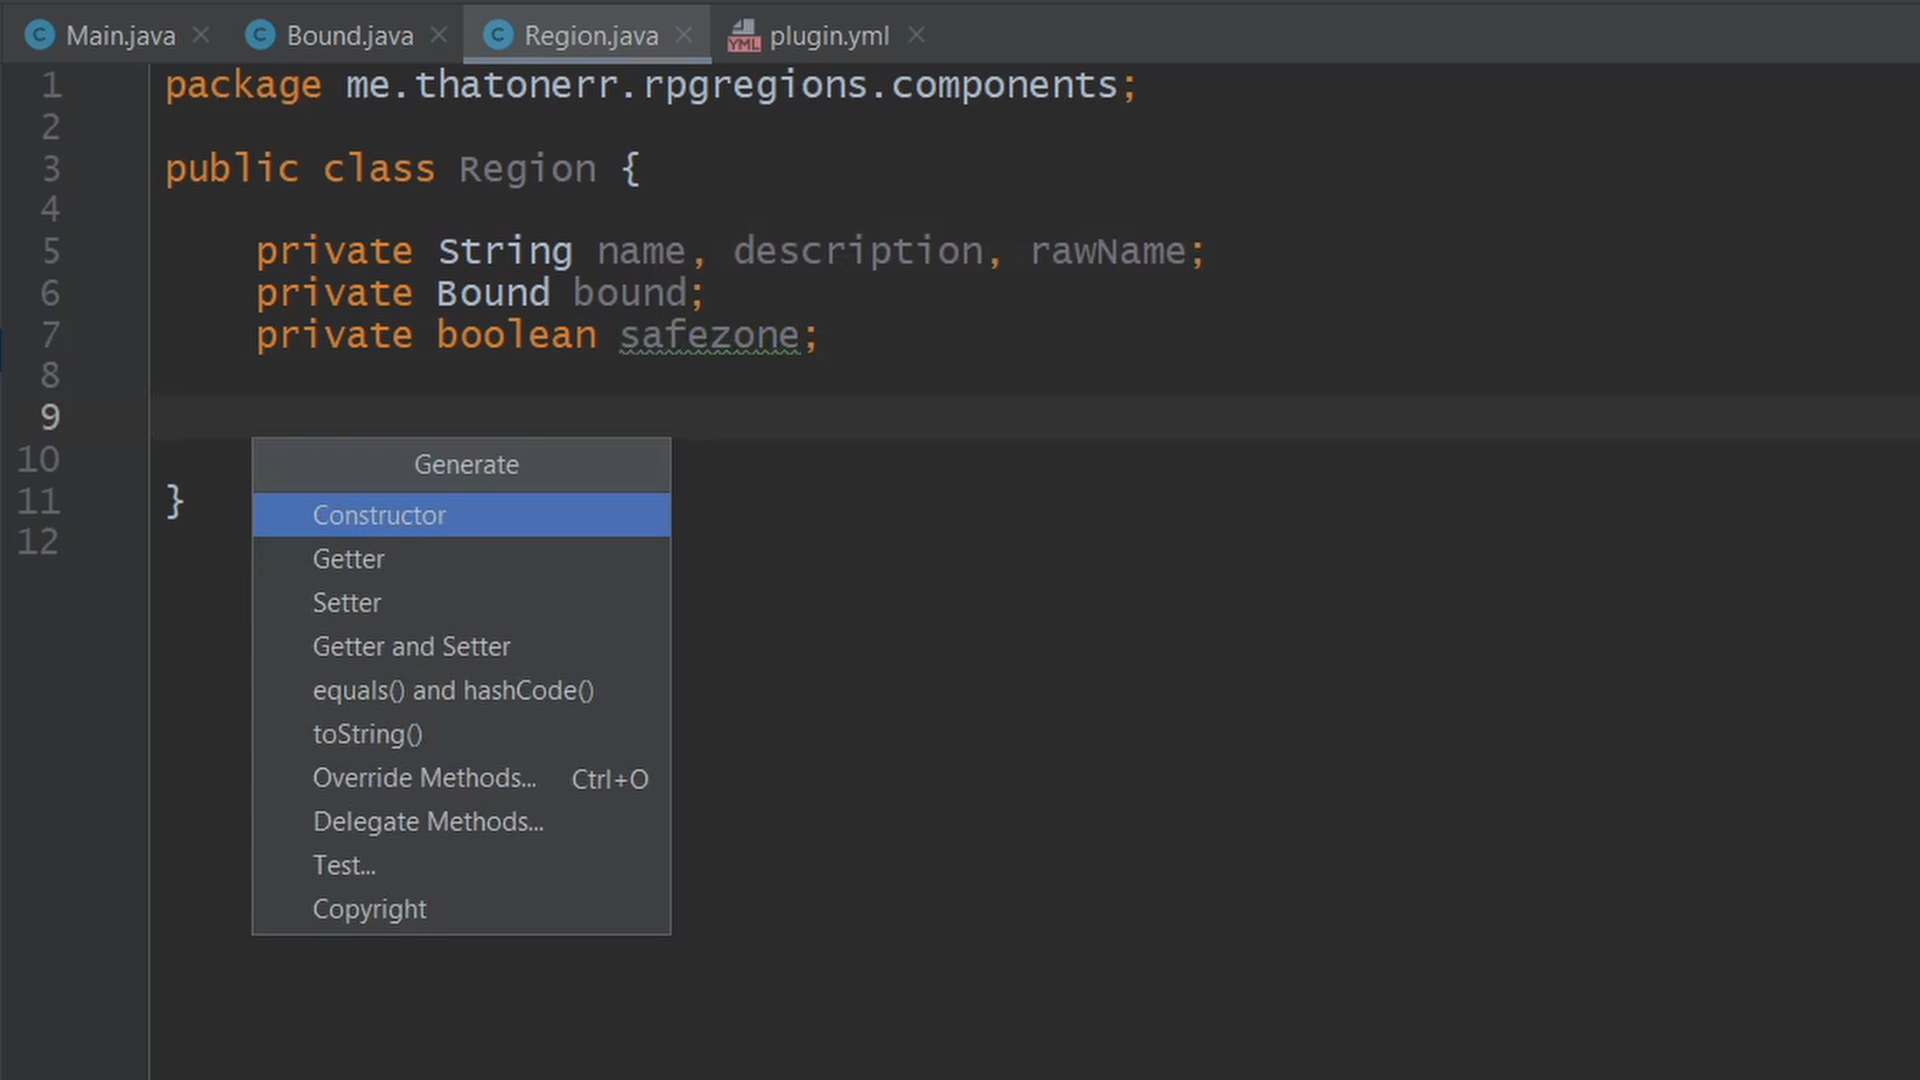 Main.java Bound.java Region.java YML plugin.yml
1 package me.thatonerr.rpgregions.components;
2
3 public class Region {
4
5 private String name, description, rawName;
6 private Bound bound;
7 private boolean safezone;
8
9
10
11 }
12
Generate
Constructor
Getter
Setter
Getter and Setter
equals() and hashCode()
toString()
Override Methods... Ctrl+O
Delegate Methods...
Test...
Copyright